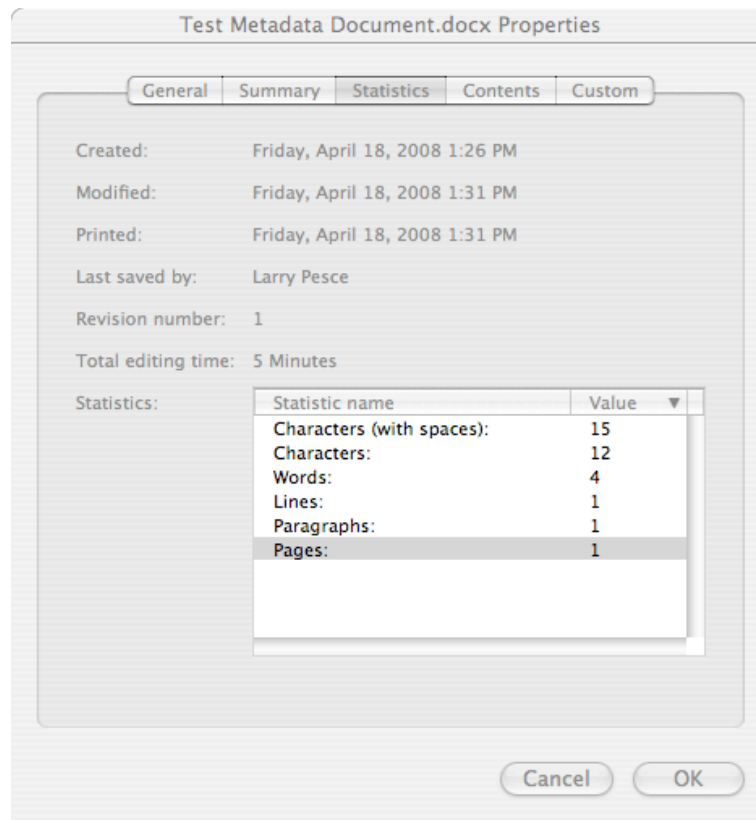 Test Metadata Document.docx Properties
General Summary Statistics Contents Custom
Created: Friday, April 18, 2008 1:26 PM
Modified: Friday, April 18, 2008 1:31 PM
Printed: Friday, April 18, 2008 1:31 PM
Last saved by: Larry Pesce
Revision number: 1
Total editing time: 5 Minutes
Statistics: Statistic name Value ▼
Characters (with spaces): 15
Characters: 12
Words: 4
Lines: 1
Paragraphs: 1
Pages: 1
Cancel OK